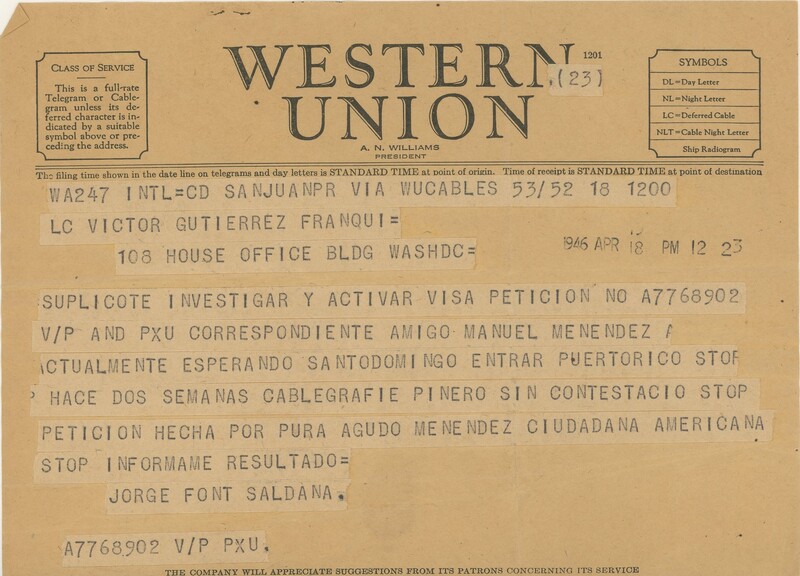 WESTERN UNION
1201
(23)
A. N. WILLIAMS
PRESIDENT
CLASS OF SERVICE
This is a full-rate
Telegram or Cable-
gram unless its de-
ferred character is in-
dicated by a suitable
symbol above or pre-
ceding the address.
SYMBOLS
DL=Day Letter
NL=Night Letter
LC=Deferred Cable
NLT=Cable Night Letter
Ship Radiogram
The filing time shown in the date line on telegrams and day letters is STANDARD TIME at point of origin. Time of receipt is STANDARD TIME at point of destination
WA247 INTL=CD SANJUANPR VIA WUCABLES 53/52 18 1200
LC VICTOR GUTIERREZ FRANQUI=
108 HOUSE OFFICE BLDG WASHDC=
1946 APR 18 PM 12 23
SUPLICOTE INVESTIGAR Y ACTIVAR VISA PETICION NO A7768902
V/P AND PXU CORRESPONDIENTE AMIGO MANUEL MENENDEZ A
ACTUALMENTE ESPERANDO SANTODOMINGO ENTRAR PUERTORICO STOP
P HACE DOS SEMANAS CABLEGRAFIE PINERO SIN CONTESTACIO STOP
PETICION HECHA POR PURA AGUDO MENENDEZ CIUDADANA AMERICANA
STOP INFORMAME RESULTADO=
JORGE FONT SALDANA.
A7768902 V/P PXU.
THE COMPANY WILL APPRECIATE SUGGESTIONS FROM ITS PATRONS CONCERNING ITS SERVICE